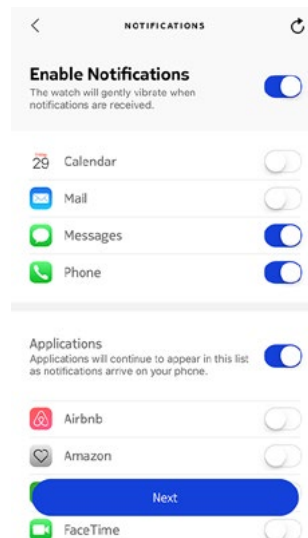 NOTIFICATIONS
Enable Notifications
The watch will gently vibrate when
notifications are received.
29 Calendar
Mail
Messages
Phone
Applications
Applications will continue to appear in this list
as notifications arrive on your phone.
Airbnb
Amazon
Next
FaceTime